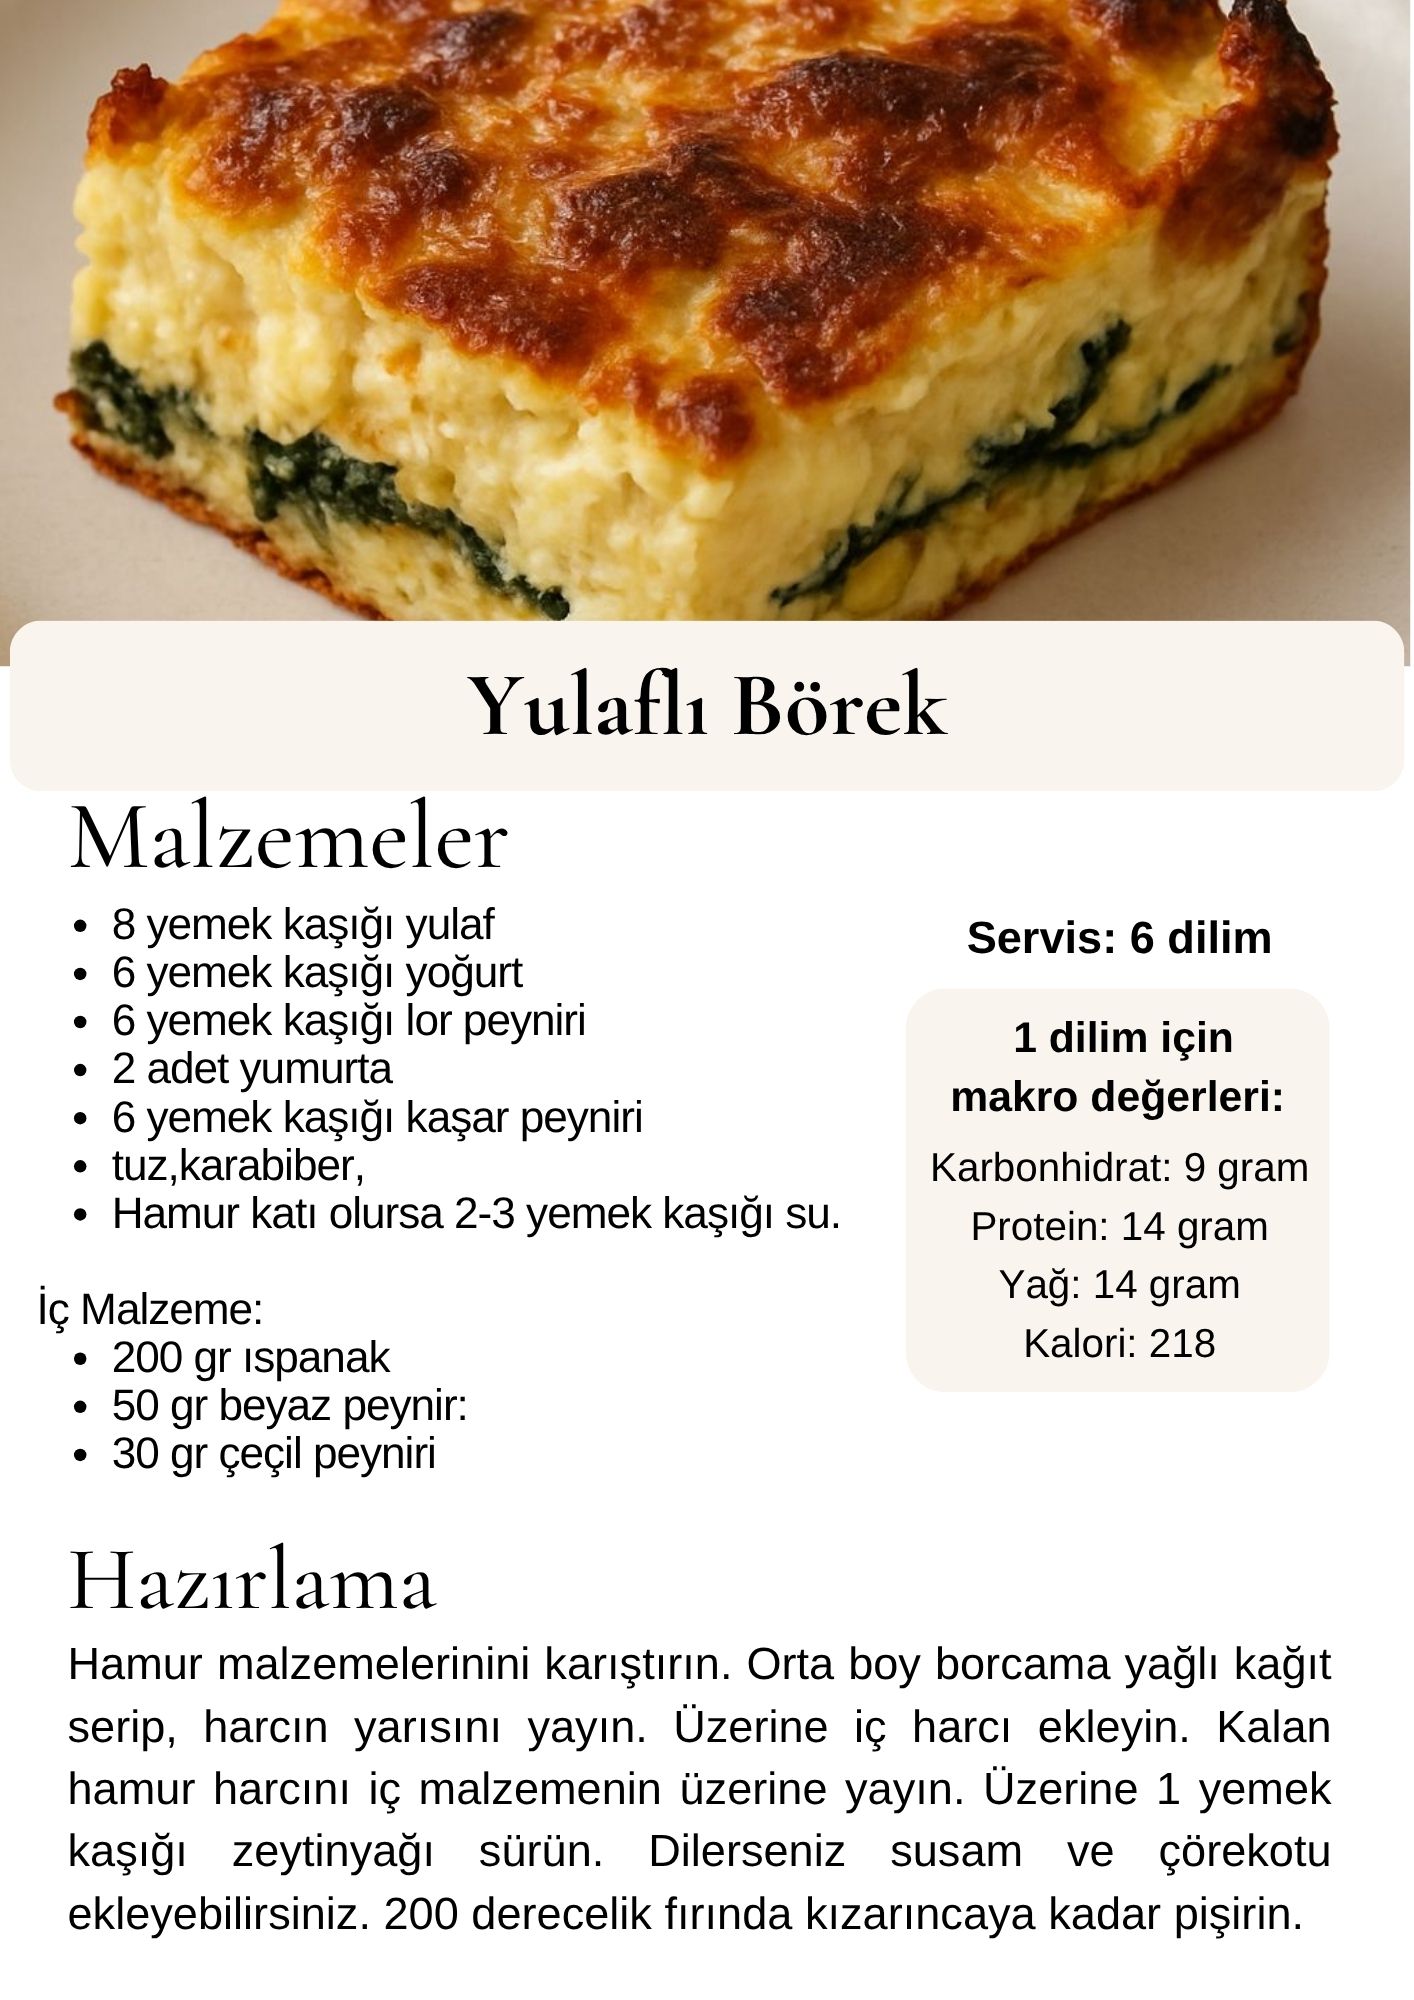 Yulaflı Börek
Malzemeler
• 8 yemek kaşığı yulaf
• 6 yemek kaşığı yoğurt
• 6 yemek kaşığı lor peyniri
• 2 adet yumurta
• 6 yemek kaşığı kaşar peyniri
• tuz,karabiber,
• Hamur katı olursa 2-3 yemek kaşığı su.
İç Malzeme:
• 200 gr ıspanak
• 50 gr beyaz peynir:
• 30 gr çeçil peyniri
Servis: 6 dilim
1 dilim için
makro değerleri:
Karbonhidrat: 9 gram
Protein: 14 gram
Yağ: 14 gram
Kalori: 218
Hazırlama
Hamur malzemelerinini karıştırın. Orta boy borcama yağlı kağıt
serip, harcın yarısını yayın. Üzerine iç harcı ekleyin. Kalan
hamur harcını iç malzemenin üzerine yayın. Üzerine 1 yemek
kaşığı zeytinyağı sürün. Dilerseniz susam ve çörekotu
ekleyebilirsiniz. 200 derecelik fırında kızarıncaya kadar pişirin.